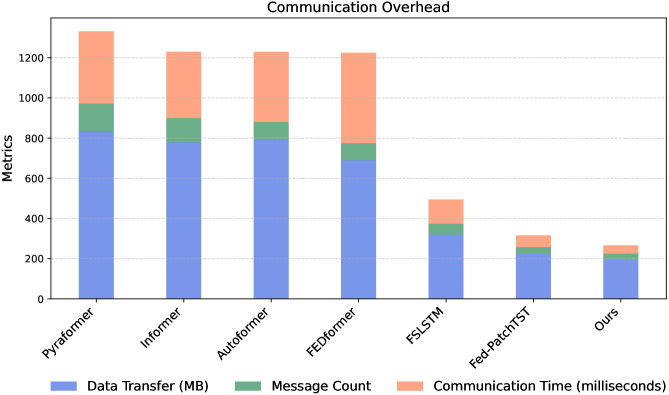 Communication Overhead
Metrics
1200
1000
800
600
400
200
0
Pyraformer
Informer
Autoformer
FEDformer
FSLSTM
Fed-PatchTST
Ours
Data Transfer (MB)
Message Count
Communication Time (milliseconds)